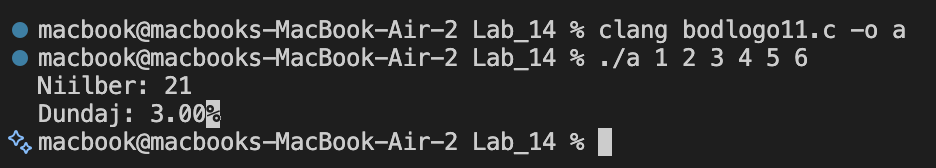 macbook@macbooks-MacBook-Air-2 Lab_14 % clang bodlogo11.c -o a
macbook@macbooks-MacBook-Air-2 Lab_14 % ./a 1 2 3 4 5 6
Niilber: 21
Dundaj: 3.00%
macbook@macbooks-MacBook-Air-2 Lab_14 %